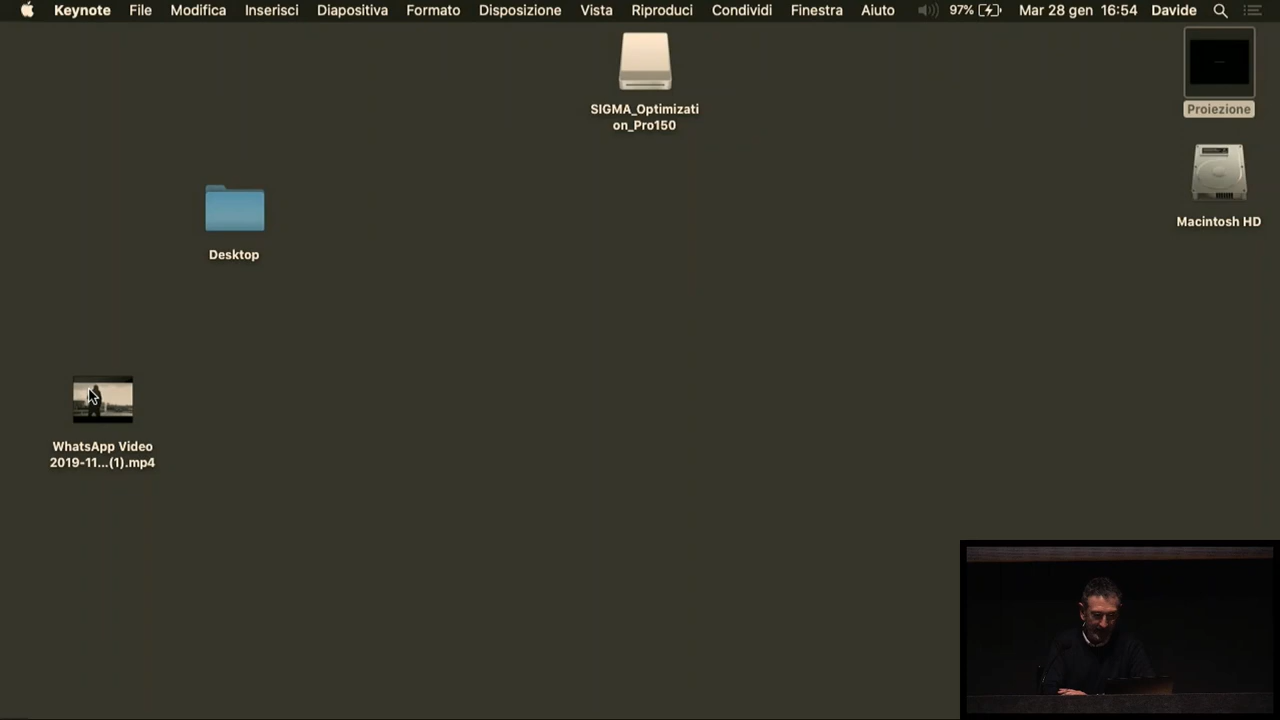 Keynote File Modifica Inserisci Diapositiva Formato Disposizione Vista Riproduci Condividi Finestra Aiuto 97% Mar 28 gen 16:54 Davide
SIGMA_Optimizati
on_Pro150
Proiezione
Macintosh HD
Desktop
WhatsApp Video
2019-11...(1).mp4